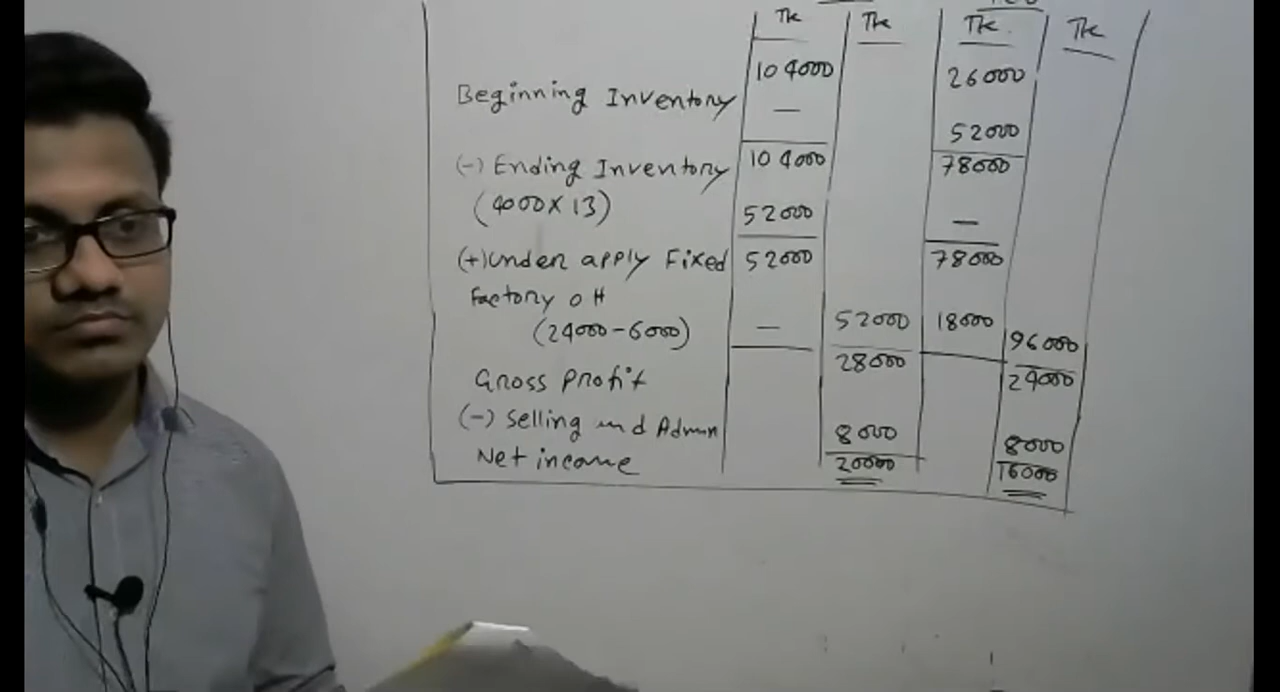 Tk Tk Tk. Tk
104000 26000
Beginning Inventory — 52000
(-) Ending Inventory 104000 78000
(4000 X 13) 52000 —
(+) Under apply Fixed 52000 78000
Factory OH
(24000-6000) — 52000 18000 96000
Gross Profit 28000 24000
(-) Selling and Admin 8000 8000
Net income 20000 16000